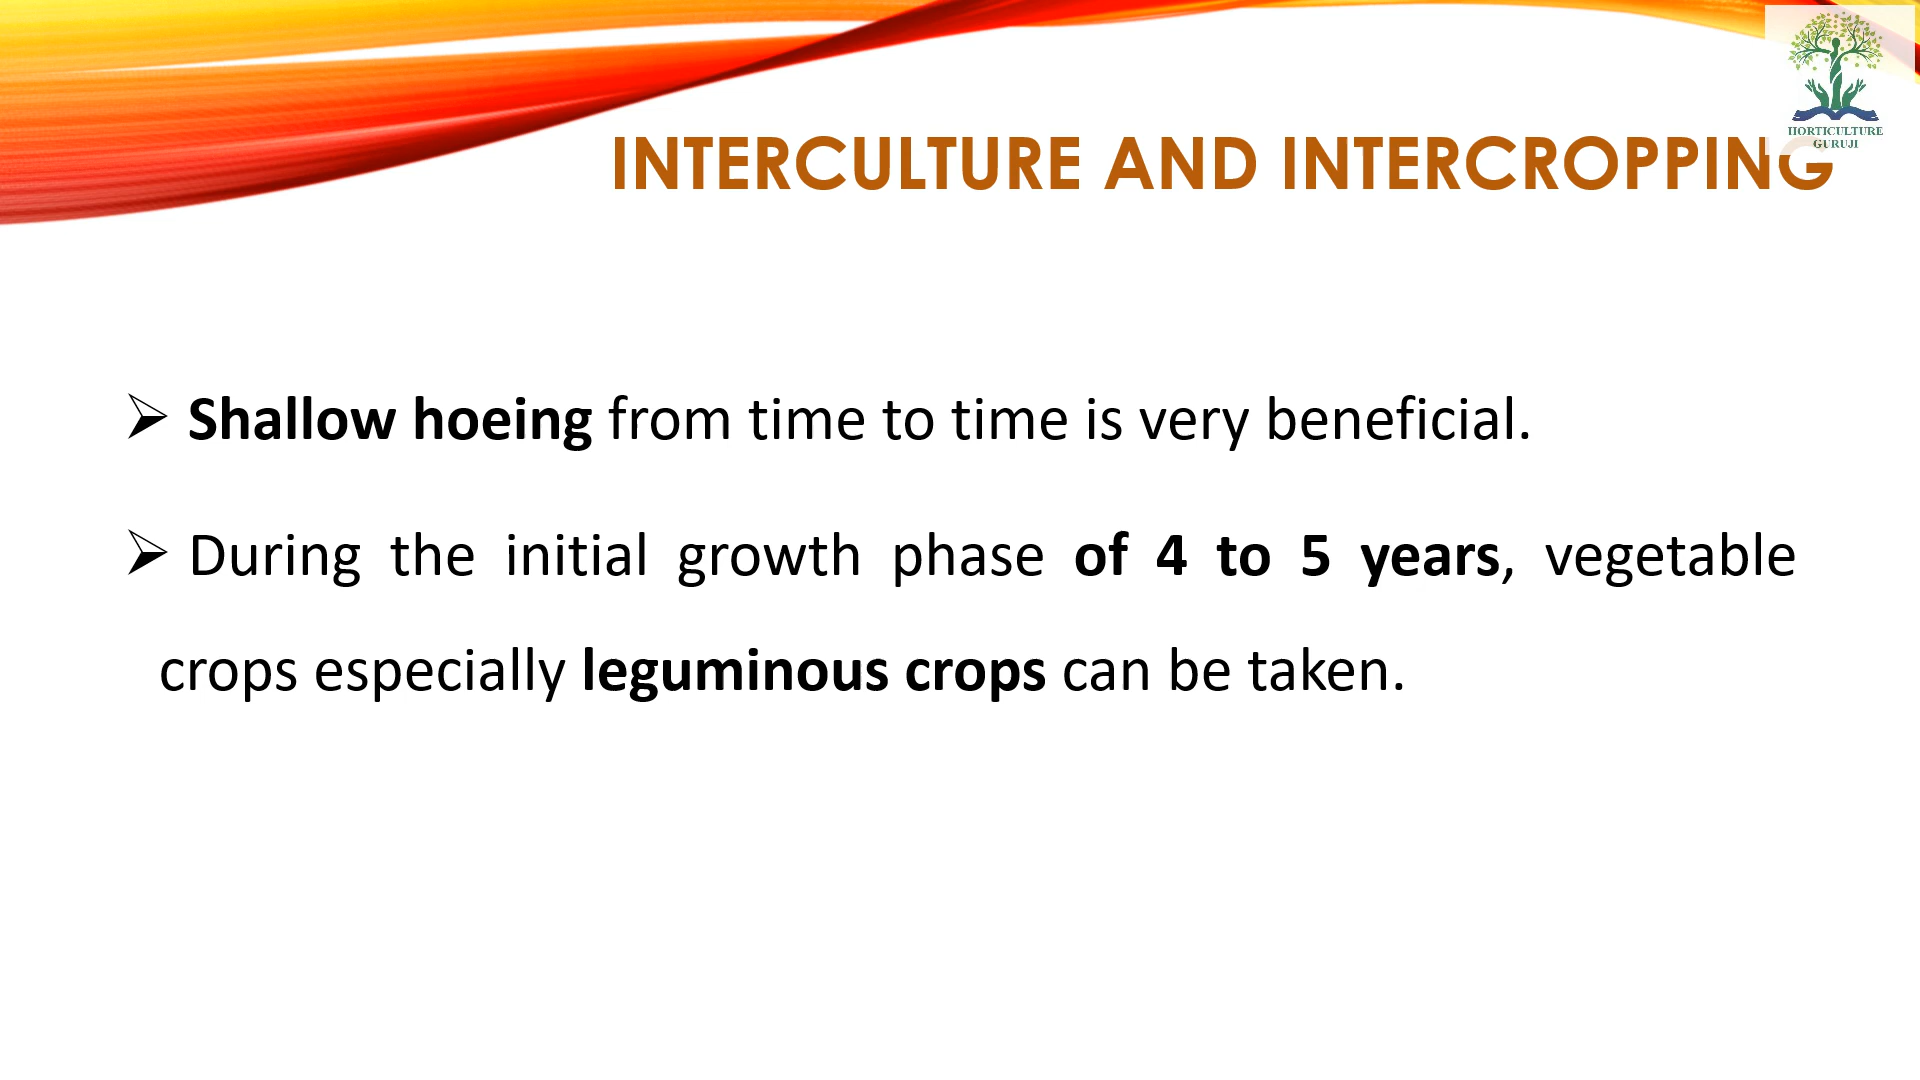 HORTICULTURE
GURUJI
INTERCULTURE AND INTERCROPPING
➢ Shallow hoeing from time to time is very beneficial.
➢ During the initial growth phase of 4 to 5 years, vegetable
crops especially leguminous crops can be taken.